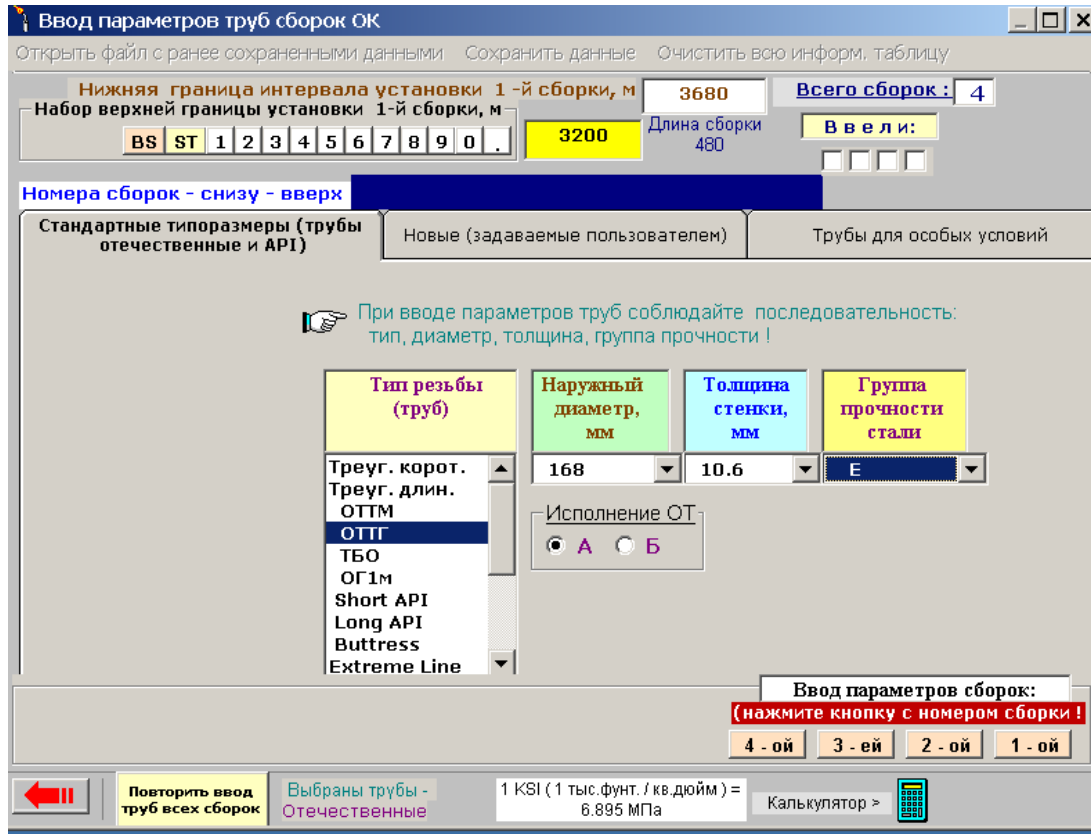 Ввод параметров труб сборок ОК
Открыть файл с ранее сохраненными данными Сохранить данные Очистить всю информ. таблицу
Нижняя граница интервала установки 1 -й сборки, м 3680 Всего сборок : 4
Набор верхней границы установки 1-й сборки, м
BS ST 1 2 3 4 5 6 7 8 9 0 . 3200 Длина сборки
480
В в е л и:
Номера сборок - снизу - вверх
Стандартные типоразмеры (трубы
отечественные и API)
Новые (задаваемые пользователем)
Трубы для особых условий
При вводе параметров труб соблюдайте последовательность:
тип, диаметр, толщина, группа прочности !
Тип резьбы
(труб)
Наружный
диаметр,
мм
Толщина
стенки,
мм
Группа
прочности
стали
168 10.6 Е
Треуг. корот.
Треуг. длин.
ОТТМ
ОТТГ
ТБО
ОГ1м
Short API
Long API
Buttress
Extreme Line
Исполнение ОТ
А Б
Ввод параметров сборок:
(нажмите кнопку с номером сборки !
4 - ой 3 - ей 2 - ой 1 - ой
Повторить ввод
труб всех сборок
Выбраны трубы -
Отечественные
1 KSI ( 1 тыс.фунт. / кв.дюйм ) =
6.895 МПа
Калькулятор >